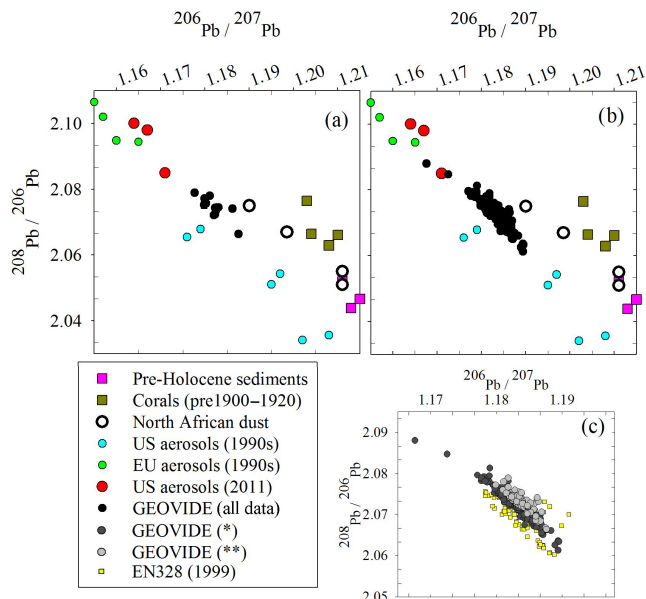 206Pb / 207Pb 206Pb / 207Pb
1.16 1.17 1.18 1.19 1.20 1.21 1.16 1.17 1.18 1.19 1.20 1.21
(a) (b)
2.10
2.08
2.06
2.04
208Pb / 206Pb
Pre-Holocene sediments
Corals (pre1900−1920)
North African dust
US aerosols (1990s)
EU aerosols (1990s)
US aerosols (2011)
GEOVIDE (all data)
GEOVIDE (*)
GEOVIDE (**)
EN328 (1999)
206Pb / 207Pb
1.17 1.18 1.19
(c)
2.09
2.08
2.07
2.06
2.05
208Pb / 206Pb